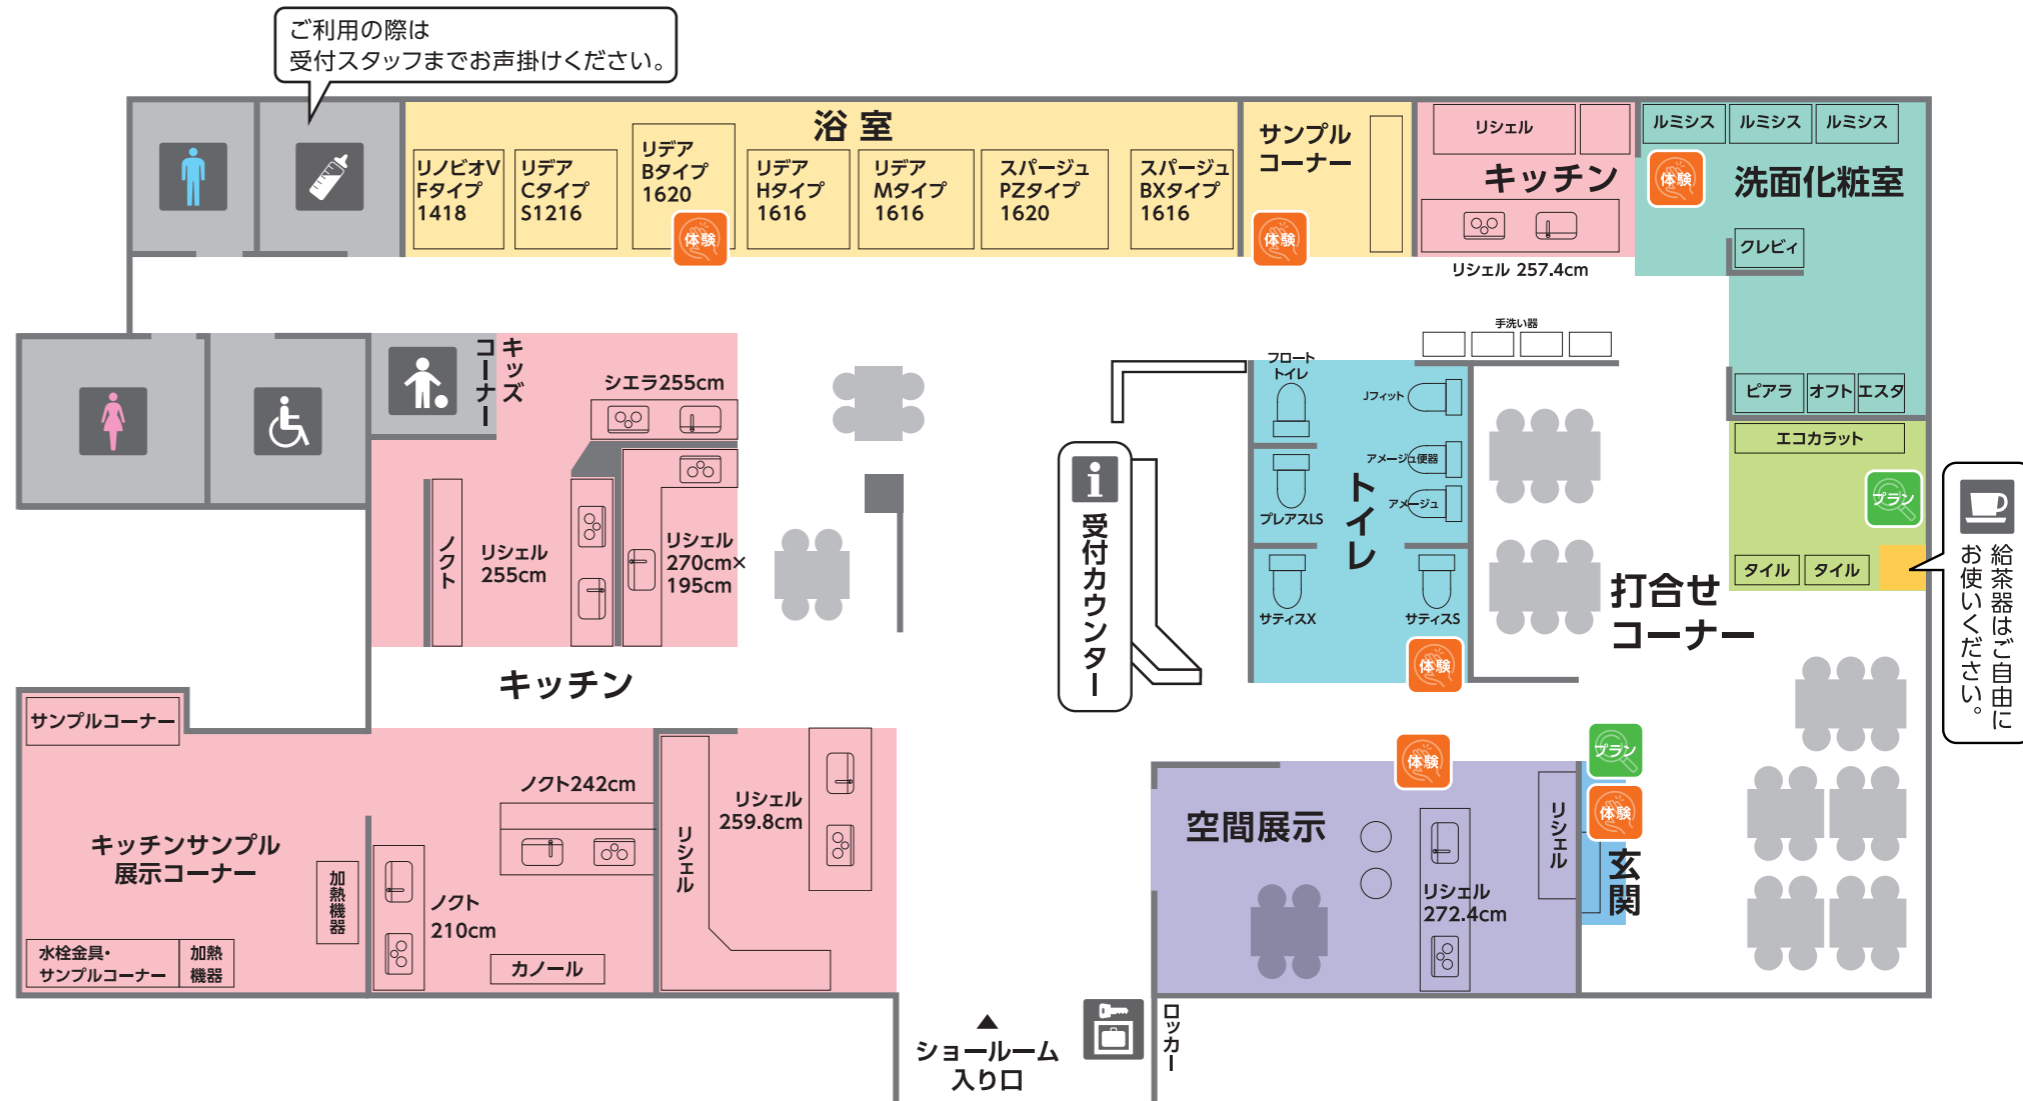 ご利用の際は
受付スタッフまでお声掛けください。
浴室
リノビオV
Fタイプ
1418
リデア
Cタイプ
S1216
リデア
Bタイプ
1620
体験
リデア
Hタイプ
1616
リデア
Mタイプ
1616
スパージュ
PZタイプ
1620
スパージュ
BXタイプ
1616
サンプル
コーナー
体験
リシェル
キッチン
リシェル 257.4cm
ルミシス
ルミシス
ルミシス
体験
洗面化粧室
クレビィ
ピアラ
オフト
エスタ
手洗い器
キッズ
コーナー
シエラ255cm
ノクト
リシェル
255cm
リシェル
270cm×
195cm
キッチン
受付カウンター
フロート
トイレ
Jフィット
アメージュ便器
プレアスLS
アメージュ
トイレ
サティスX
サティスS
体験
打合せ
コーナー
エコカラット
プラン
タイル
タイル
給茶器はご自由に
お使いください。
サンプルコーナー
キッチンサンプル
展示コーナー
加熱機器
水栓金具・
サンプルコーナー
加熱
機器
ノクト
210cm
ノクト242cm
カノール
リシェル
リシェル
259.8cm
空間展示
体験
リシェル
272.4cm
リシェル
プラン
体験
玄関
ショールーム
入り口
ロッカー